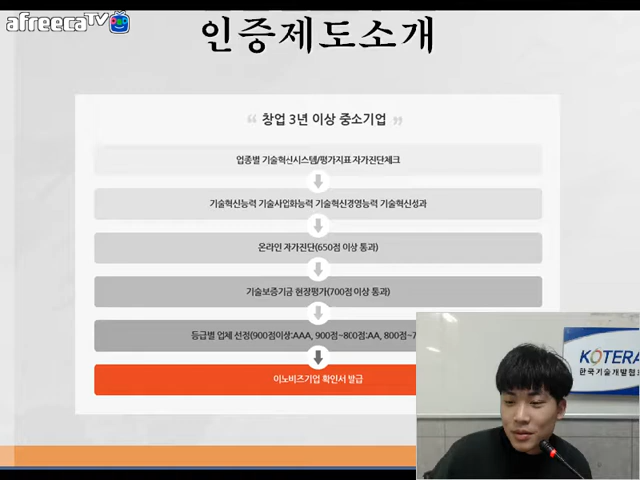 afreecaTV
인증제도소개
“ 창업 3년 이상 중소기업 ”
업종별 기술혁신시스템/평가지표 자가진단체크
기술혁신능력 기술사업화능력 기술혁신경영능력 기술혁신성과
온라인 자가진단(650점 이상 통과)
기술보증기금 현장평가(700점 이상 통과)
등급별 업체 선정(900점이상:AAA, 900점~800점:AA, 800점~7
이노비즈기업 확인서 발급
KOTERA
한국기술개발협